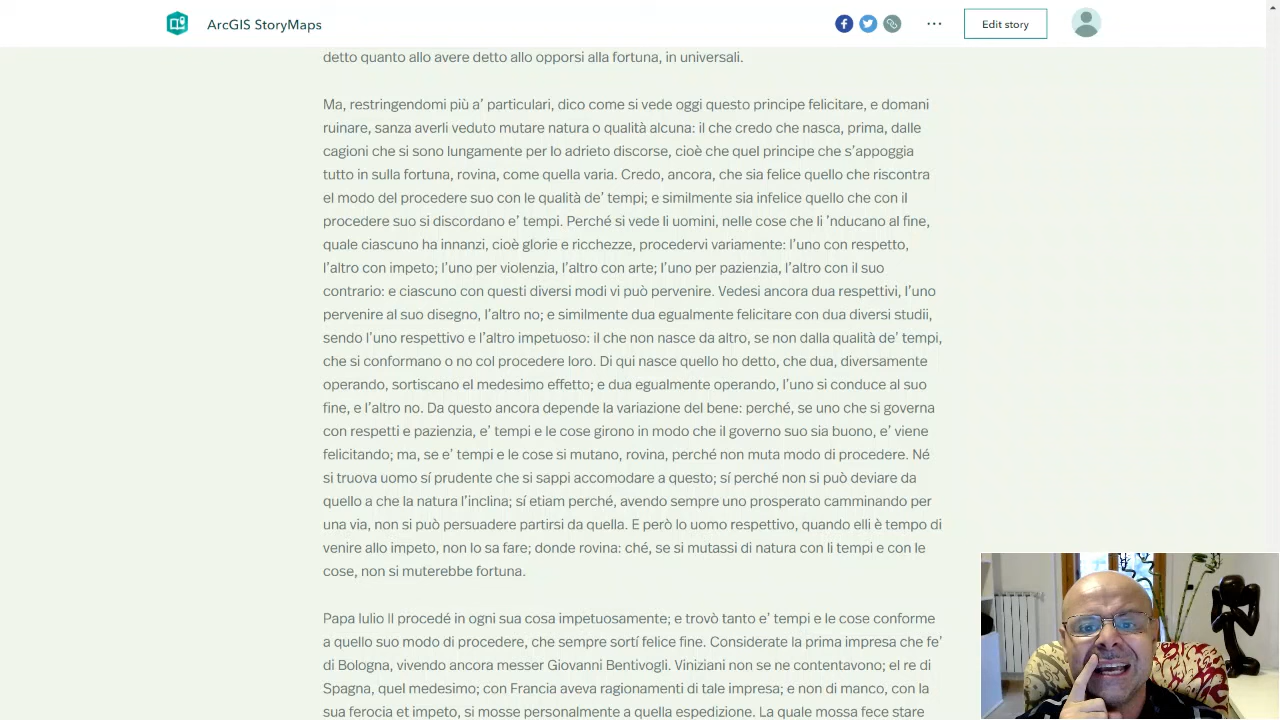 ArcGIS StoryMaps
Edit story
detto quanto allo avere detto allo opporsi alla fortuna, in universali.
Ma, restringendomi più a' particulari, dico come si vede oggi questo principe felicitare, e domani
ruinare, sanza averli veduto mutare natura o qualità alcuna: il che credo che nasca, prima, dalle
cagioni che si sono lungamente per lo adrieto discorse, cioè che quel principe che s'appoggia
tutto in sulla fortuna, rovina, come quella varia. Credo, ancora, che sia felice quello che riscontra
el modo del procedere suo con le qualità de' tempi; e similmente sia infelice quello che con il
procedere suo si discordano e' tempi. Perché si vede li uomini, nelle cose che li 'nducano al fine,
quale ciascuno ha innanzi, cioè glorie e ricchezze, procedervi variamente: l'uno con respetto,
l'altro con impeto; l'uno per violenzia, l'altro con arte; l'uno per pazienzia, l'altro con il suo
contrario: e ciascuno con questi diversi modi vi può pervenire. Vedesi ancora dua respettivi, l'uno
pervenire al suo disegno, l'altro no; e similmente dua egualmente felicitare con dua diversi studii,
sendo l'uno respettivo e l'altro impetuoso: il che non nasce da altro, se non dalla qualità de' tempi,
che si conformano o no col procedere loro. Di qui nasce quello ho detto, che dua, diversamente
operando, sortiscano el medesimo effetto; e dua egualmente operando, l'uno si conduce al suo
fine, e l'altro no. Da questo ancora depende la variazione del bene: perché, se uno che si governa
con respetti e pazienzia, e' tempi e le cose girono in modo che il governo suo sia buono, e' viene
felicitando; ma, se e' tempi e le cose si mutano, rovina, perché non muta modo di procedere. Né
si truova uomo sí prudente che si sappi accomodare a questo; sí perché non si può deviare da
quello a che la natura l'inclina; sí etiam perché, avendo sempre uno prosperato camminando per
una via, non si può persuadere partirsi da quella. E però lo uomo respettivo, quando elli è tempo di
venire allo impeto, non lo sa fare; donde rovina: ché, se si mutassi di natura con li tempi e con le
cose, non si muterebbe fortuna.
Papa Iulio II procedé in ogni sua cosa impetuosamente; e trovò tanto e' tempi e le cose conforme
a quello suo modo di procedere, che sempre sortí felice fine. Considerate la prima impresa che fe'
di Bologna, vivendo ancora messer Giovanni Bentivogli. Viniziani non se ne contentavono; el re di
Spagna, quel medesimo; con Francia aveva ragionamenti di tale impresa; e non di manco, con la
sua ferocia et impeto, si mosse personalmente a quella espedizione. La quale mossa fece stare